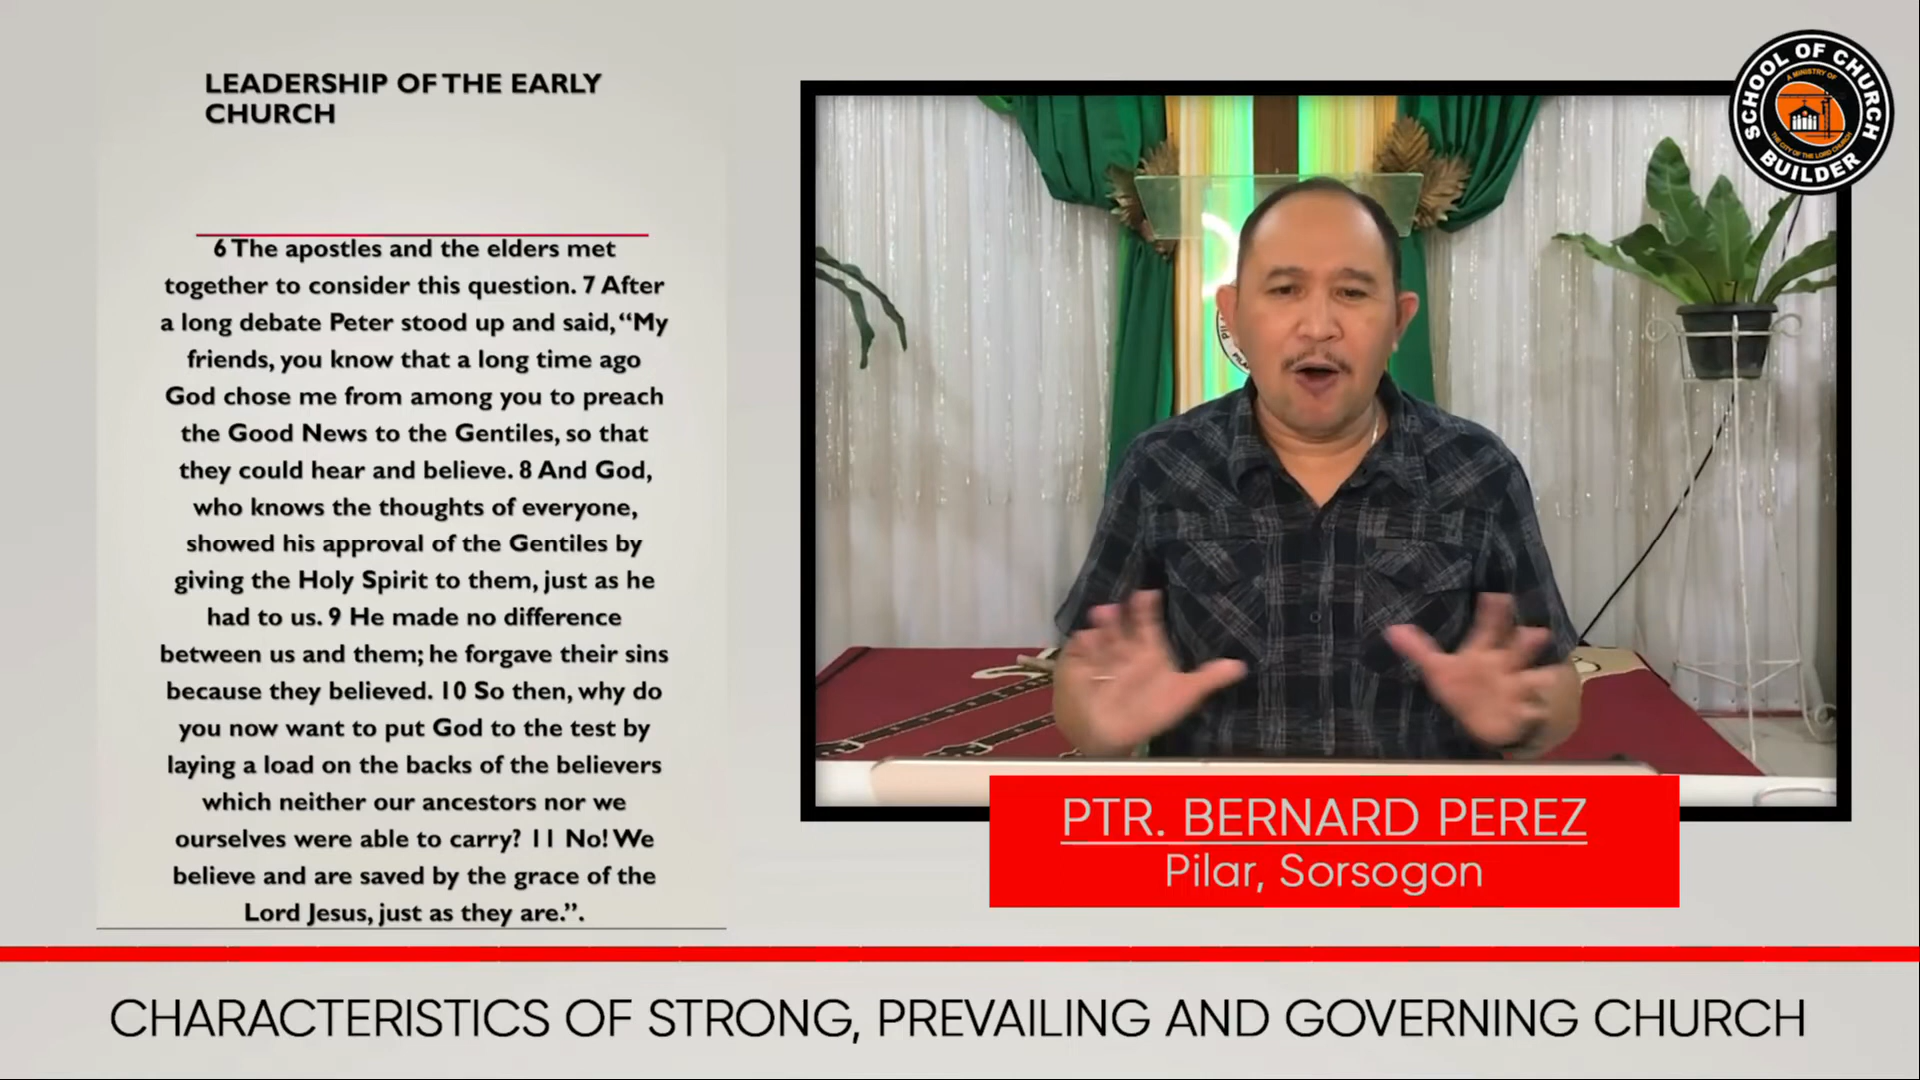 LEADERSHIP OF THE EARLY
CHURCH
6 The apostles and the elders met
together to consider this question. 7 After
a long debate Peter stood up and said, “My
friends, you know that a long time ago
God chose me from among you to preach
the Good News to the Gentiles, so that
they could hear and believe. 8 And God,
who knows the thoughts of everyone,
showed his approval of the Gentiles by
giving the Holy Spirit to them, just as he
had to us. 9 He made no difference
between us and them; he forgave their sins
because they believed. 10 So then, why do
you now want to put God to the test by
laying a load on the backs of the believers
which neither our ancestors nor we
ourselves were able to carry? 11 No! We
believe and are saved by the grace of the
Lord Jesus, just as they are.”.
SCHOOL OF CHURCH
A MINISTRY OF
THE CITY OF THE LORD CHURCH
BUILDER
PTR. BERNARD PEREZ
Pilar, Sorsogon
CHARACTERISTICS OF STRONG, PREVAILING AND GOVERNING CHURCH